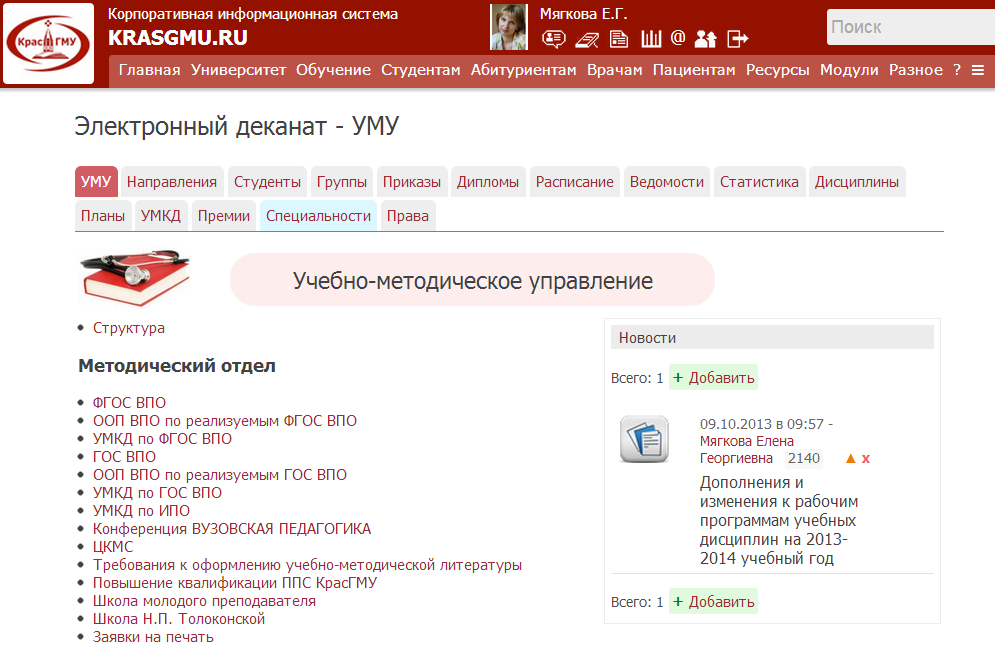 КрасГМУ
Корпоративная информационная система
KRASGMU.RU
Мягкова Е.Г.
@
Поиск
Главная Университет Обучение Студентам Абитуриентам Врачам Пациентам Ресурсы Модули Разное ?
Электронный деканат - УМУ
УМУ Направления Студенты Группы Приказы Дипломы Расписание Ведомости Статистика Дисциплины
Планы УМКД Премии Специальности Права
Учебно-методическое управление
Структура
Методический отдел
ФГОС ВПО
ООП ВПО по реализуемым ФГОС ВПО
УМКД по ФГОС ВПО
ГОС ВПО
ООП ВПО по реализуемым ГОС ВПО
УМКД по ГОС ВПО
УМКД по ИПО
Конференция ВУЗОВСКАЯ ПЕДАГОГИКА
ЦКМС
Требования к оформлению учебно-методической литературы
Повышение квалификации ППС КрасГМУ
Школа молодого преподавателя
Школа Н.П. Толоконской
Заявки на печать
Новости
Всего: 1 + Добавить
09.10.2013 в 09:57 -
Мягкова Елена
Георгиевна 2140 ▲ x
Дополнения и
изменения к рабочим
программам учебных
дисциплин на 2013-
2014 учебный год
Всего: 1 + Добавить